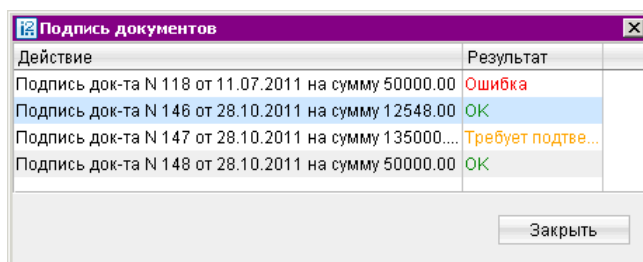 Подпись документов
Действие Результат
Подпись док-та N 118 от 11.07.2011 на сумму 50000.00 Ошибка
Подпись док-та N 146 от 28.10.2011 на сумму 12548.00 OK
Подпись док-та N 147 от 28.10.2011 на сумму 135000.... Требует подтве...
Подпись док-та N 148 от 28.10.2011 на сумму 50000.00 OK
Закрыть